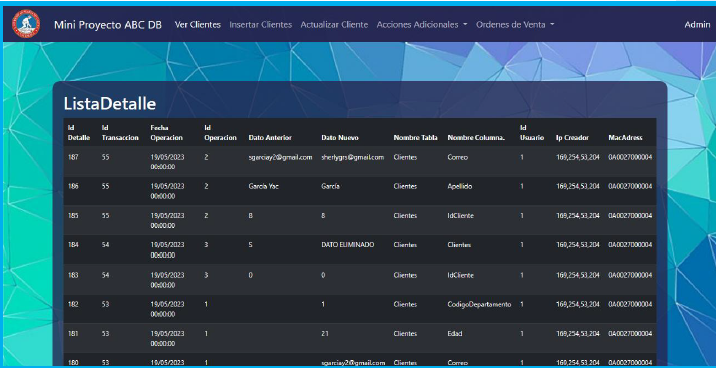 Mini Proyecto ABC DB Ver Clientes Insertar Cliente Actualizar Cliente Acciones Adicionales Ordenes de Venta Admin
ListaDetalle
Id Detalle Id Transaccion Fecha Operacion Id Operacion Dato Anterior Dato Nuevo Nombre Tabla Nombre Columna. Id Usuario Ip Creador MacAdress
187 55 19/05/2023 00:00:00 2 sgarciay2@gmail.com sherlygrs@gmail.com Clientes Correo 1 169,254,53,204 0A0027000004
186 55 19/05/2023 00:00:00 2 García Yac García Clientes Apellido 1 169,254,53,204 0A0027000004
185 55 19/05/2023 00:00:00 2 8 8 Clientes IdCliente 1 169,254,53,204 0A0027000004
184 54 19/05/2023 00:00:00 3 5 DATO ELIMINADO Clientes Clientes 1 169,254,53,204 0A0027000004
183 54 19/05/2023 00:00:00 3 0 0 Clientes IdCliente 1 169,254,53,204 0A0027000004
182 53 19/05/2023 00:00:00 1 1 Clientes CodigoDepartamento 1 169,254,53,204 0A0027000004
181 53 19/05/2023 00:00:00 1 21 Clientes Edad 1 169,254,53,204 0A0027000004
180 53 19/05/2023 1 sgarciay2@gmail.com Clientes Correo 1 169,254,53,204 0A0027000004